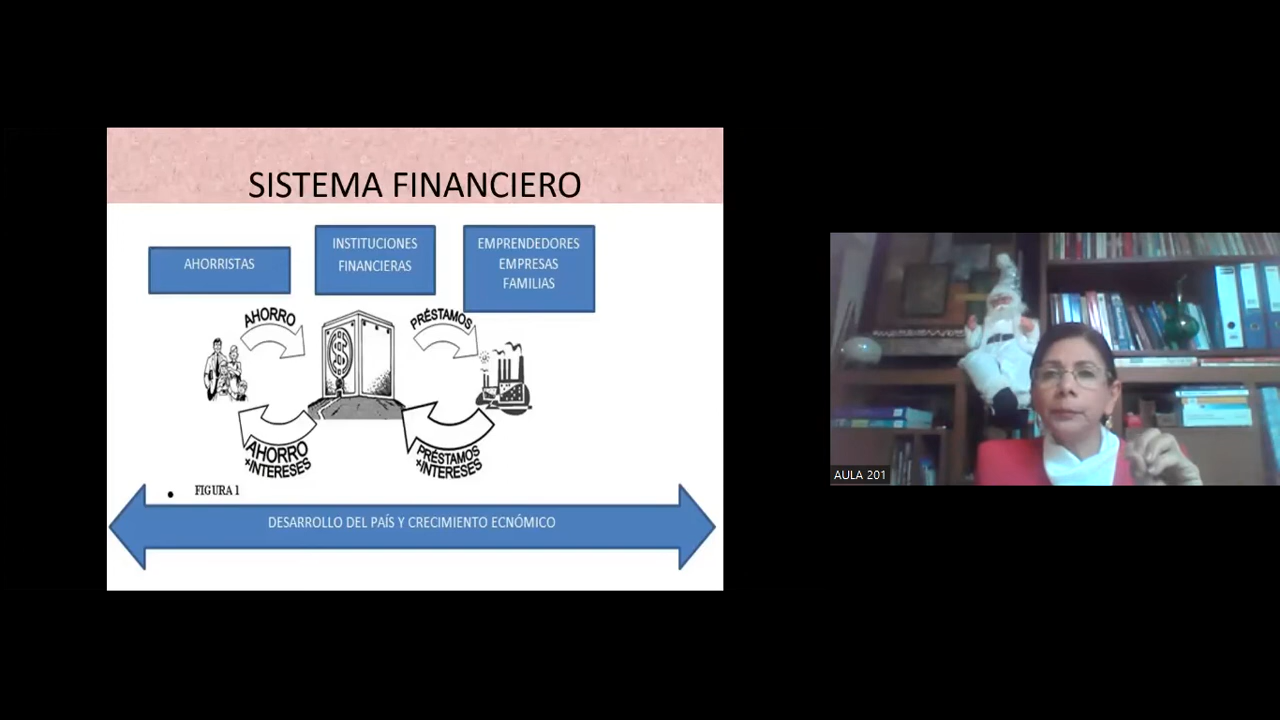 SISTEMA FINANCIERO
AHORRISTAS
INSTITUCIONES
FINANCIERAS
EMPRENDEDORES
EMPRESAS
FAMILIAS
AHORRO
PRÉSTAMOS
$
AHORRO
+INTERESES
PRÉSTAMOS
+INTERESES
• FIGURA 1
DESARROLLO DEL PAÍS Y CRECIMIENTO ECNÓMICO
AULA 201